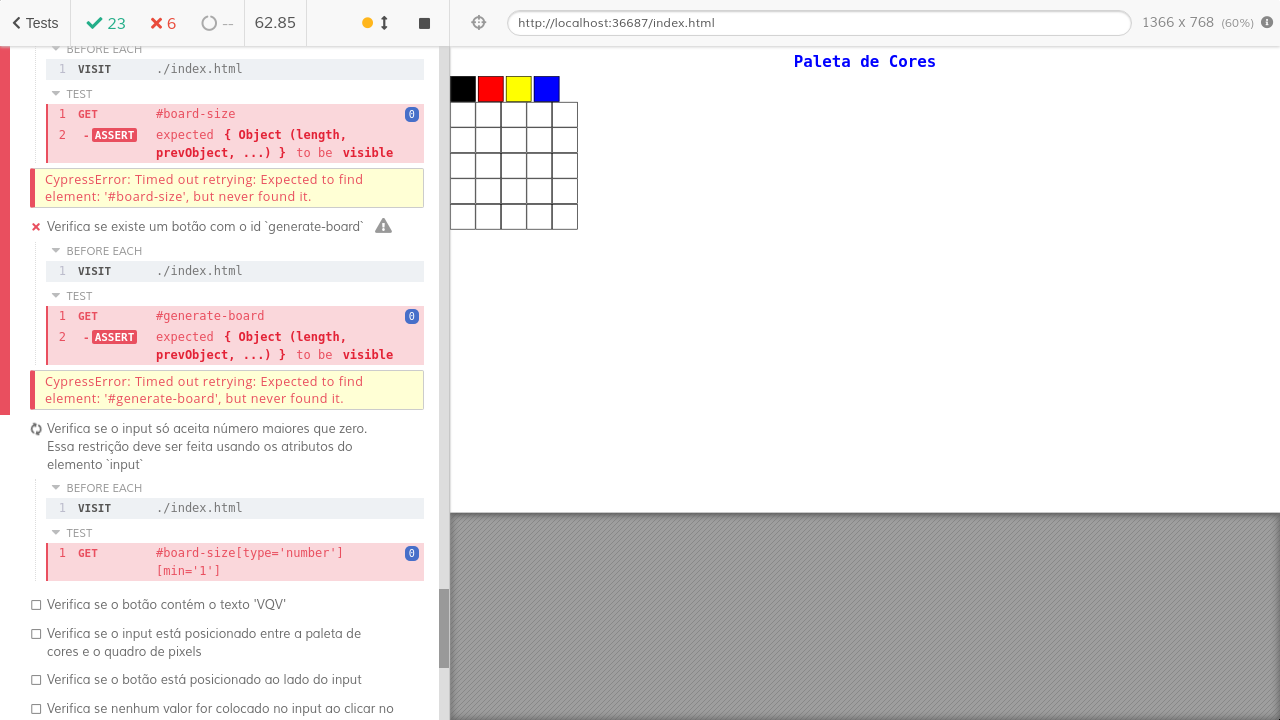 Tests
23
6
--
62.85
http://localhost:36687/index.html
1366 x 768 (60%)
BEFORE EACH
1 VISIT ./index.html
TEST
1 GET #board-size 0
2 -ASSERT expected { Object (length,
prevObject, ...) } to be visible
CypressError: Timed out retrying: Expected to find
element: '#board-size', but never found it.
Verifica se existe um botão com o id `generate-board`
BEFORE EACH
1 VISIT ./index.html
TEST
1 GET #generate-board 0
2 -ASSERT expected { Object (length,
prevObject, ...) } to be visible
CypressError: Timed out retrying: Expected to find
element: '#generate-board', but never found it.
Verifica se o input só aceita número maiores que zero.
Essa restrição deve ser feita usando os atributos do
elemento `input`
BEFORE EACH
1 VISIT ./index.html
TEST
1 GET #board-size[type='number'] 0
[min='1']
Verifica se o botão contém o texto 'VQV'
Verifica se o input está posicionado entre a paleta de
cores e o quadro de pixels
Verifica se o botão está posicionado ao lado do input
Verifica se nenhum valor for colocado no input ao clicar no
Paleta de Cores